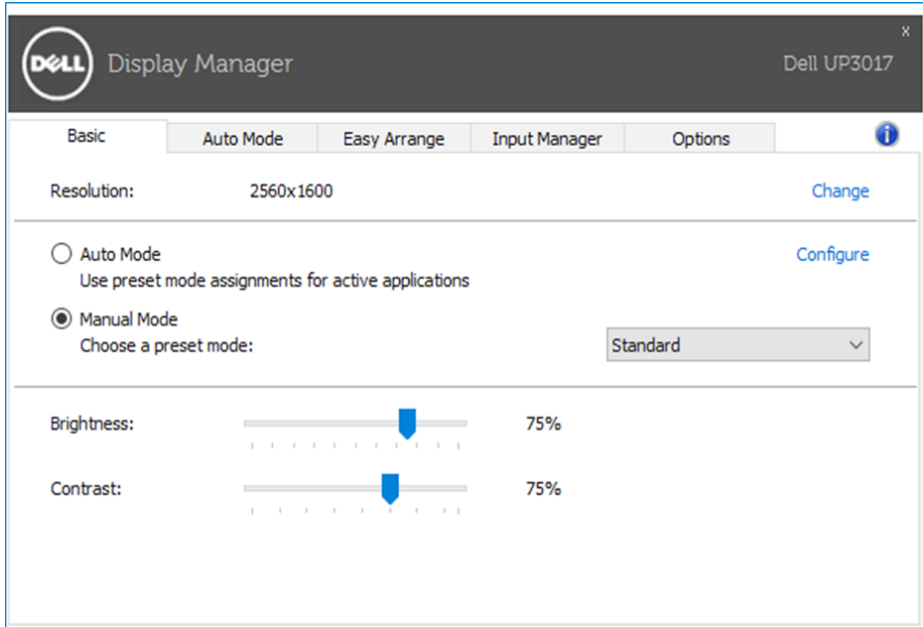 x
DELL Display Manager Dell UP3017
Basic Auto Mode Easy Arrange Input Manager Options i
Resolution: 2560x1600 Change
Auto Mode Configure
Use preset mode assignments for active applications
Manual Mode
Choose a preset mode: Standard
Brightness: 75%
Contrast: 75%